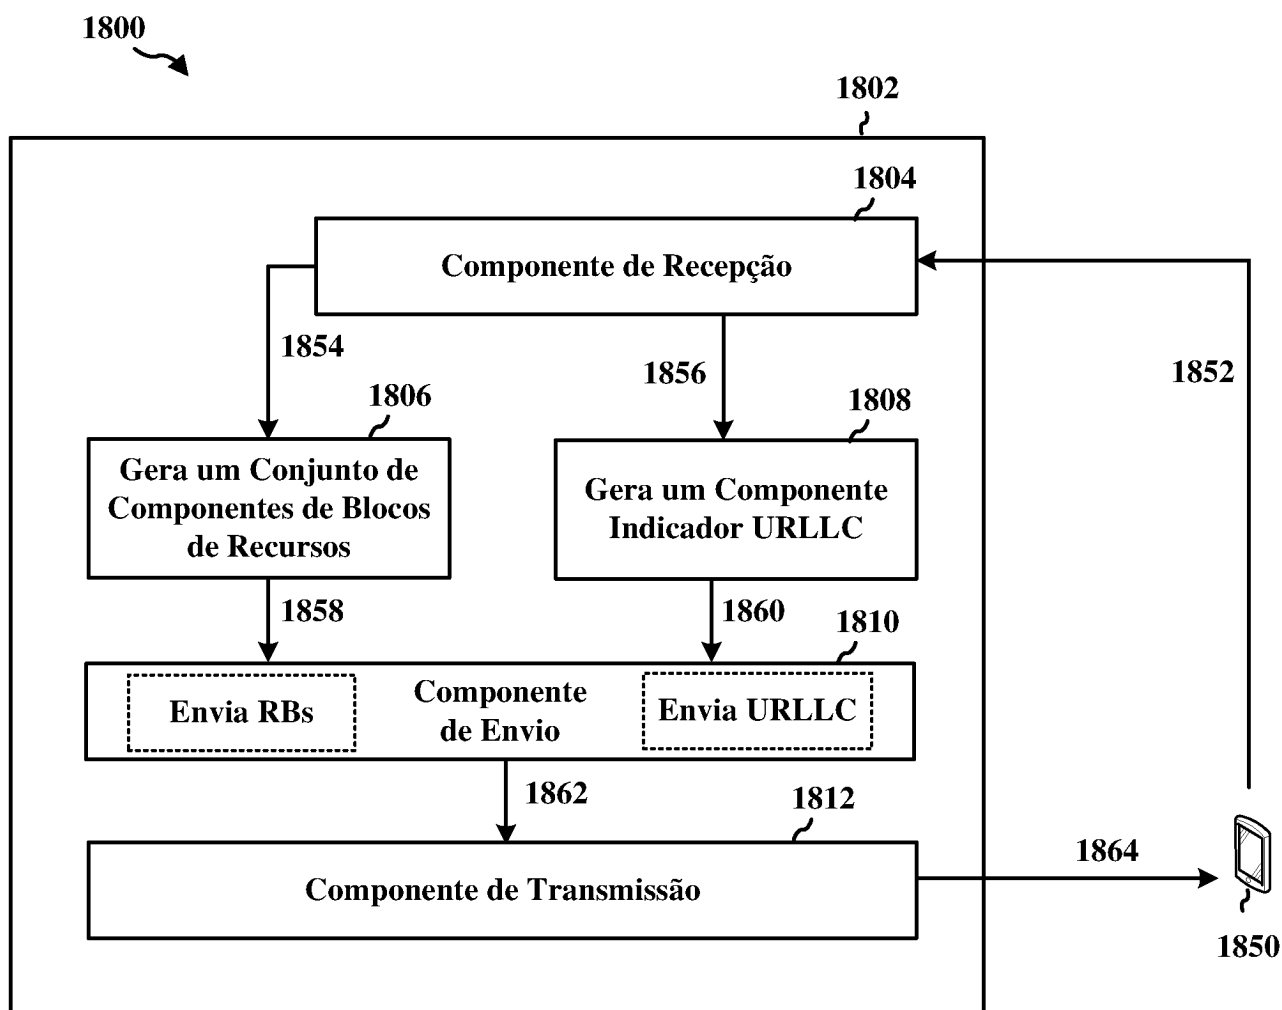 1800
1802
1804
Componente de Recepção
1854
1856
1852
1806
1808
Gera um Conjunto de
Componentes de Blocos
de Recursos
Gera um Componente
Indicador URLLC
1858
1860
1810
Envia RBs
Componente
de Envio
Envia URLLC
1862
1812
Componente de Transmissão
1864
1850